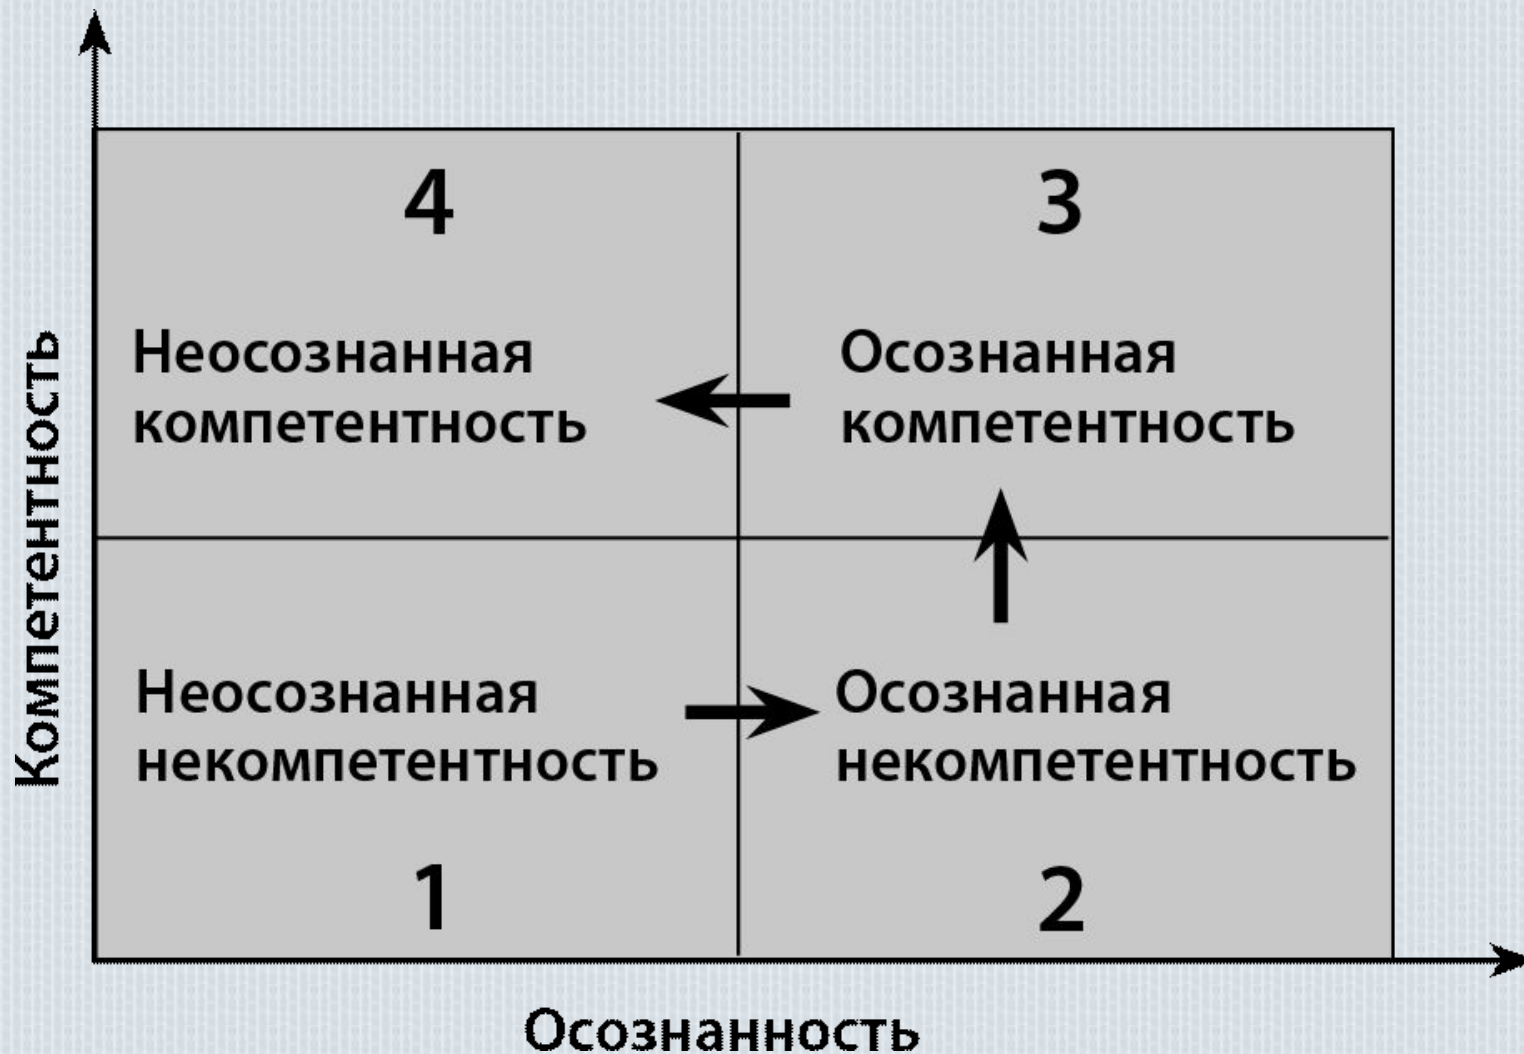 4
3
Неосознанная
компетентность
Осознанная
компетентность
Компетентность
Неосознанная
некомпетентность
Осознанная
некомпетентность
1
2
Осознанность